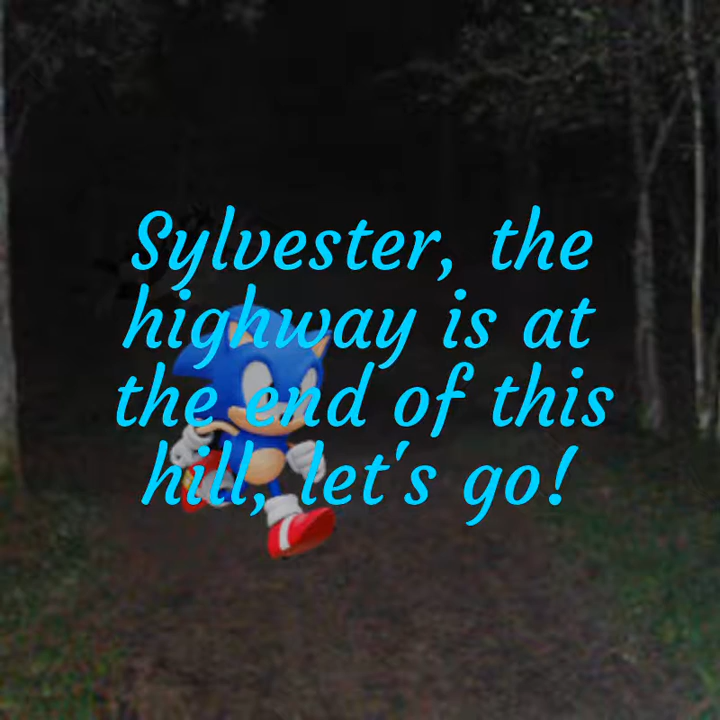 Sylvester, the
highway is at
the end of this
hill, let's go!